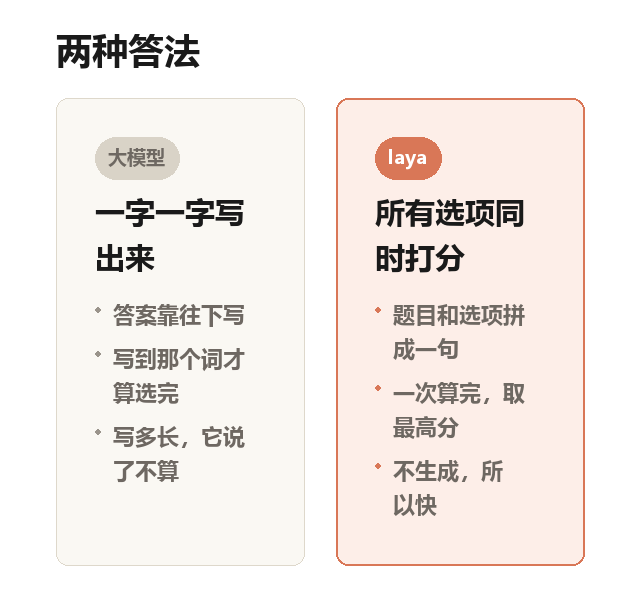 两种答法
大模型
一字一字写
出来
答案靠往下写
写到那个词才
算选完
写多长，它说
了不算
laya
所有选项同
时打分
题目和选项拼
成一句
一次算完，取
最高分
不生成，所
以快